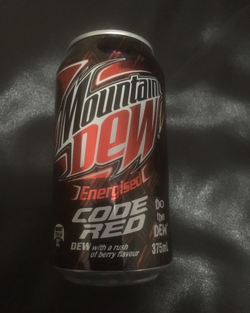 Mountain
Dew
Energised
CODE
RED
Do
the
DEW
DEW with a rush
of berry flavour
375mL